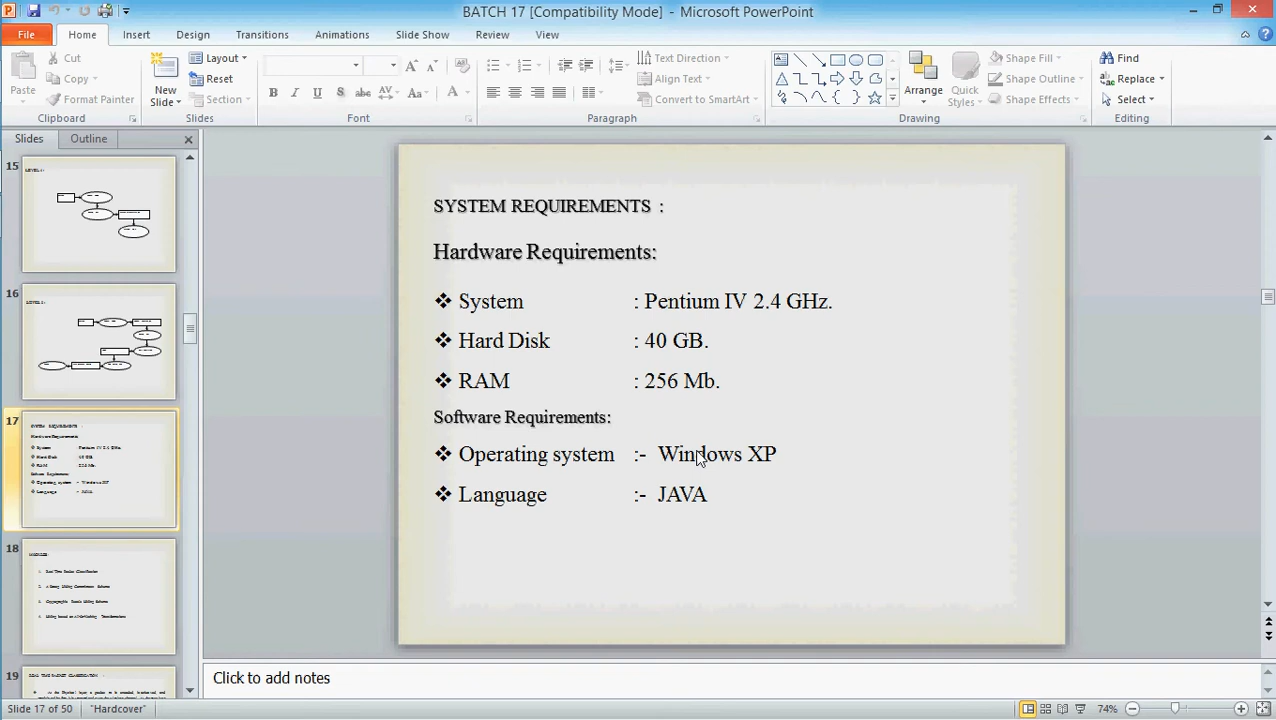 BATCH 17 [Compatibility Mode] - Microsoft PowerPoint
File Home Insert Design Transitions Animations Slide Show Review View
Paste
Cut
Copy
Format Painter
Clipboard
New Slide
Layout
Reset
Section
Slides
B I U S abc AV Aa A
Font
Text Direction
Align Text
Convert to SmartArt
Paragraph
Arrange
Quick Styles
Shape Fill
Shape Outline
Shape Effects
Drawing
Find
Replace
Select
Editing
Slides Outline
15
16
17
18
19
SYSTEM REQUIREMENTS :
Hardware Requirements:
❖ System : Pentium IV 2.4 GHz.
❖ Hard Disk : 40 GB.
❖ RAM : 256 Mb.
Software Requirements:
❖ Operating system :- Windows XP
❖ Language :- JAVA
Click to add notes
Slide 17 of 50 "Hardcover" 74%